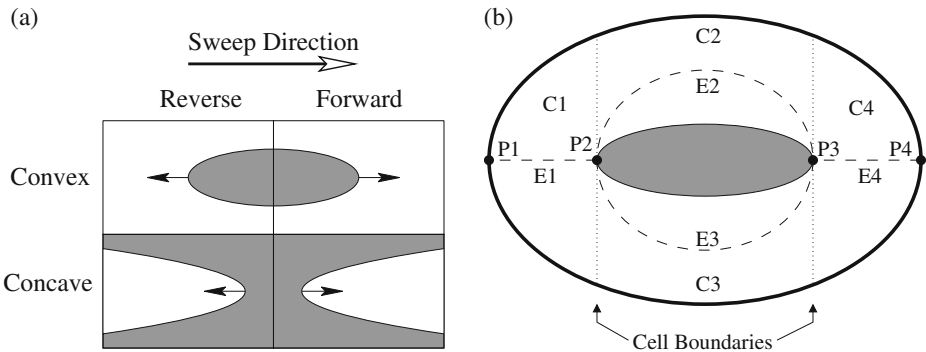 (a)
Sweep Direction
Reverse Forward
Convex
Concave
(b)
C2
E2
C1
C4
P1
P2
P3
P4
E1
E4
E3
C3
Cell Boundaries